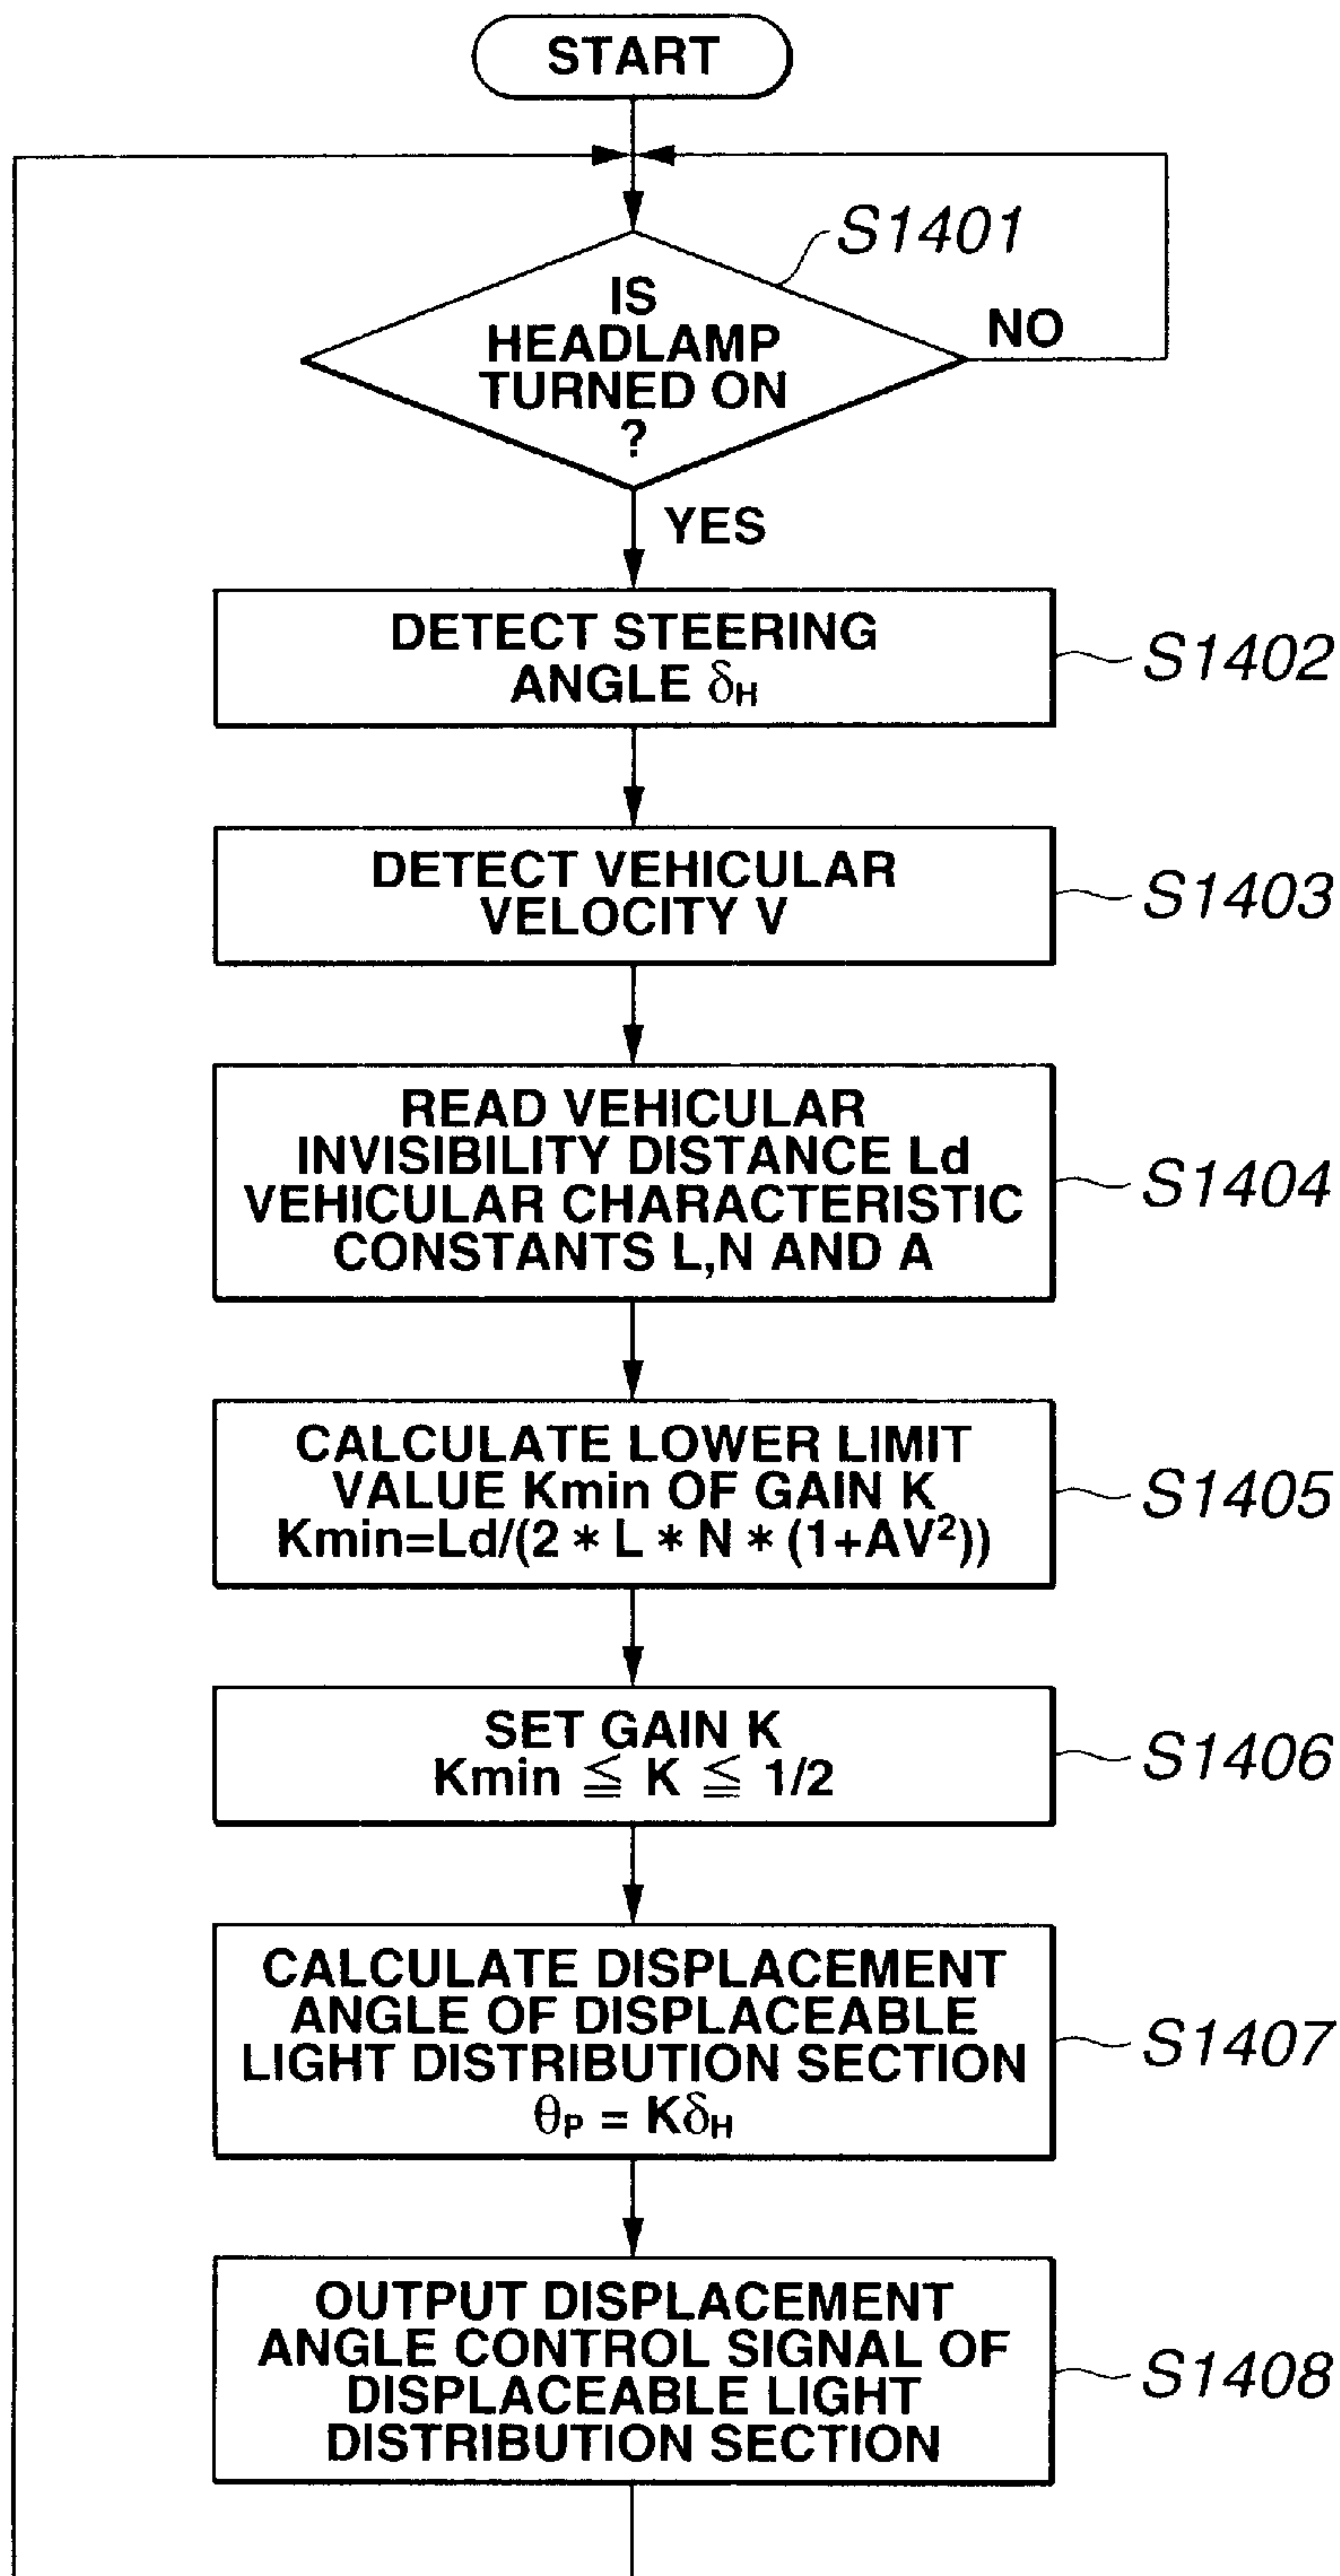 START
S1401
IS
HEADLAMP
TURNED ON
?
NO
YES
DETECT STEERING
ANGLE δH
S1402
DETECT VEHICULAR
VELOCITY V
S1403
READ VEHICULAR
INVISIBILITY DISTANCE Ld
VEHICULAR CHARACTERISTIC
CONSTANTS L,N AND A
S1404
CALCULATE LOWER LIMIT
VALUE Kmin OF GAIN K
Kmin=Ld/(2 * L * N * (1+AV²))
S1405
SET GAIN K
Kmin ≦ K ≦ 1/2
S1406
CALCULATE DISPLACEMENT
ANGLE OF DISPLACEABLE
LIGHT DISTRIBUTION SECTION
θP = KδH
S1407
OUTPUT DISPLACEMENT
ANGLE CONTROL SIGNAL OF
DISPLACEABLE LIGHT
DISTRIBUTION SECTION
S1408